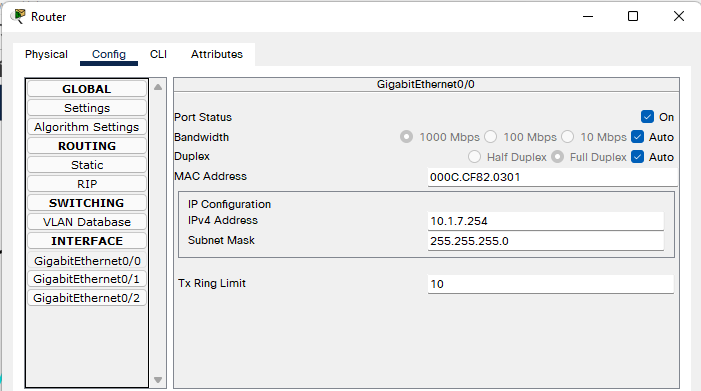 Router
Physical Config CLI Attributes
GLOBAL
Settings
Algorithm Settings
ROUTING
Static
RIP
SWITCHING
VLAN Database
INTERFACE
GigabitEthernet0/0
GigabitEthernet0/1
GigabitEthernet0/2
GigabitEthernet0/0
Port Status On
Bandwidth 1000 Mbps 100 Mbps 10 Mbps Auto
Duplex Half Duplex Full Duplex Auto
MAC Address 000C.CF82.0301
IP Configuration
IPv4 Address 10.1.7.254
Subnet Mask 255.255.255.0
Tx Ring Limit 10